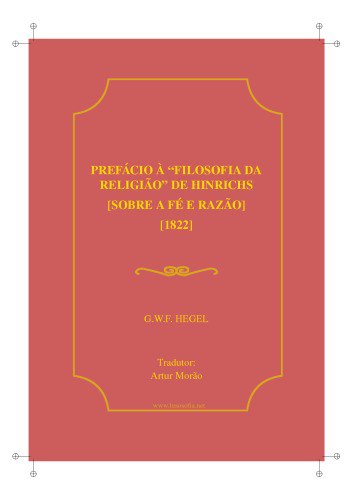 PREFÁCIO À “FILOSOFIA DA
RELIGIÃO” DE HINRICHS
[SOBRE A FÉ E RAZÃO]
[1822]
G.W.F. HEGEL
Tradutor:
Artur Morão
www.lusosofia.net